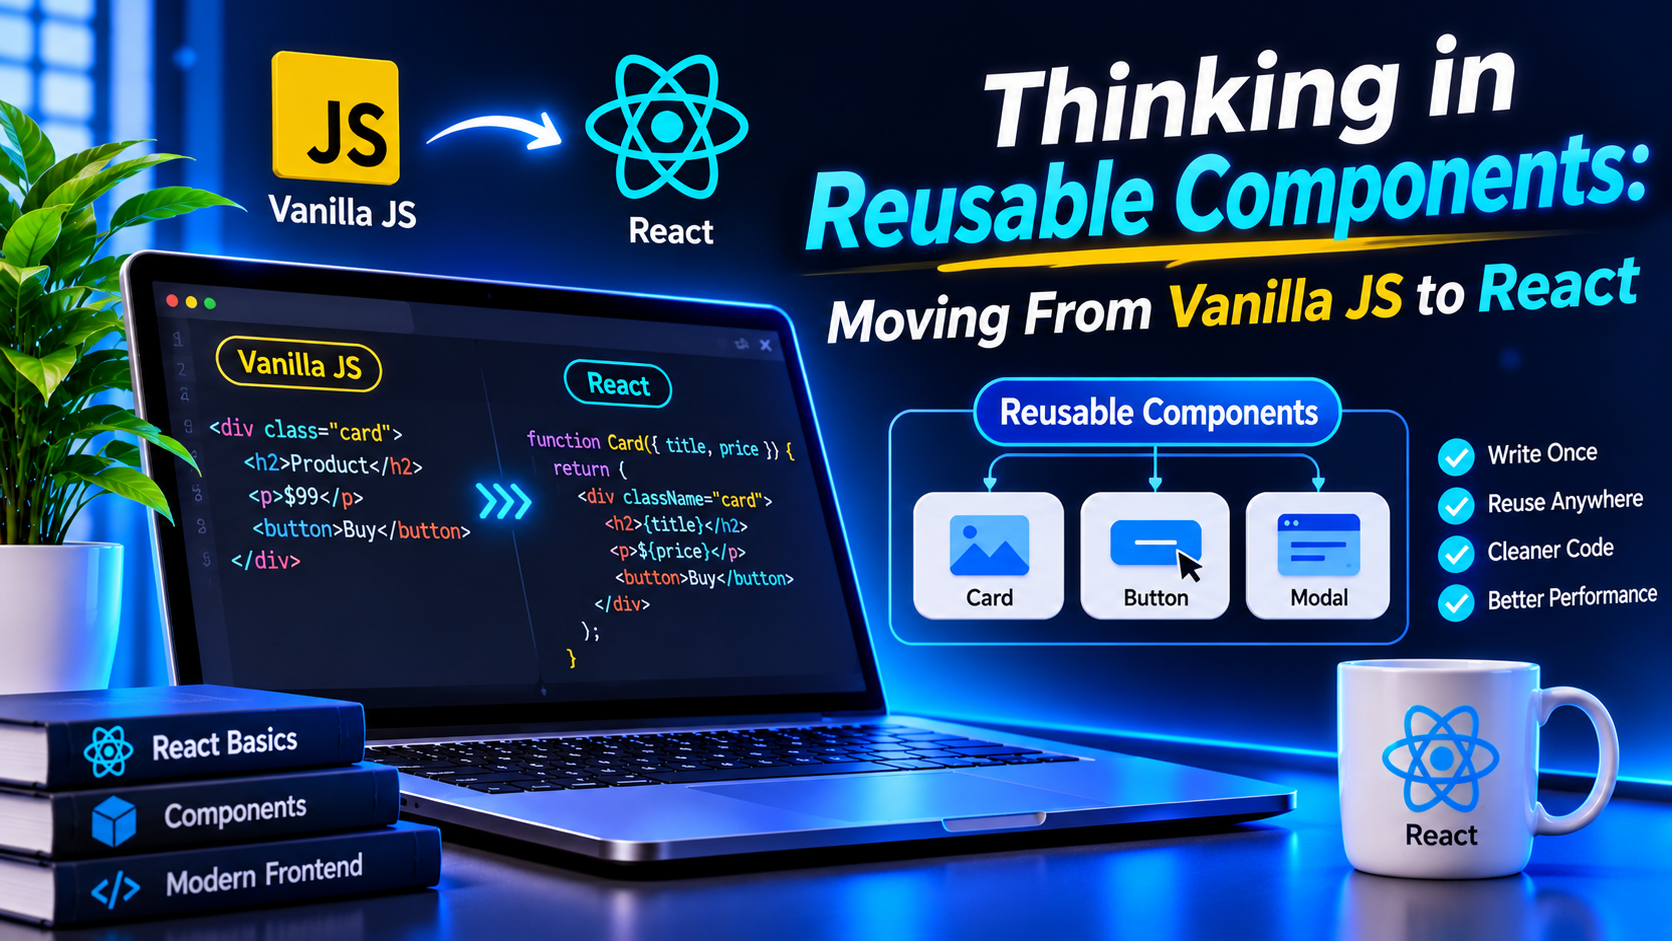 JS
Vanilla JS
React
Thinking in
Reusable Components:
Moving From Vanilla JS to React
Vanilla JS
<div class="card">
<h2>Product</h2>
<p>$99</p>
<button>Buy</button>
</div>
React
function Card({ title, price }) {
return (
<div className="card">
<h2>{title}</h2>
<p>${price}</p>
<button>Buy</button>
</div>
);
}
Reusable Components
Card
Button
Modal
Write Once
Reuse Anywhere
Cleaner Code
Better Performance
React Basics
Components
</> Modern Frontend
React